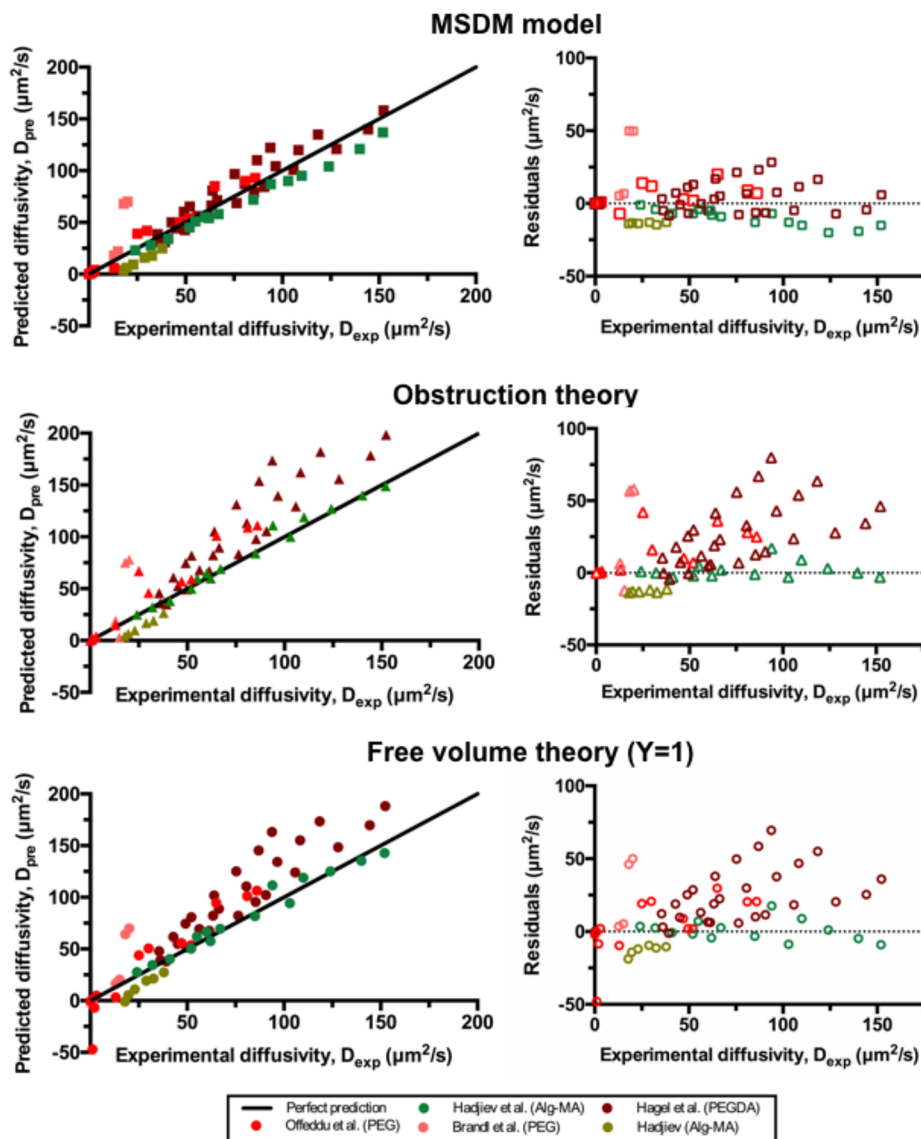 MSDM model
Predicted diffusivity, Dpre (µm²/s)
200
150
100
50
0
-50
50
100
150
200
Experimental diffusivity, Dexp (µm²/s)
Residuals (µm²/s)
100
50
0
-50
0
50
100
150
Experimental diffusivity, Dexp (µm²/s)
Obstruction theory
Predicted diffusivity, Dpre (µm²/s)
200
150
100
50
0
-50
50
100
150
200
Experimental diffusivity, Dexp (µm²/s)
Residuals (µm²/s)
100
50
0
-50
0
50
100
150
Experimental diffusivity, Dexp (µm²/s)
Free volume theory (Y=1)
Predicted diffusivity, Dpre (µm²/s)
200
150
100
50
0
-50
50
100
150
200
Experimental diffusivity, Dexp (µm²/s)
Residuals (µm²/s)
100
50
0
-50
0
50
100
150
Experimental diffusivity, Dexp (µm²/s)
Perfect prediction
Hadjiev et al. (Alg-MA)
Hagel et al. (PEGDA)
Offeddu et al. (PEG)
Brandl et al. (PEG)
Hadjiev (Alg-MA)